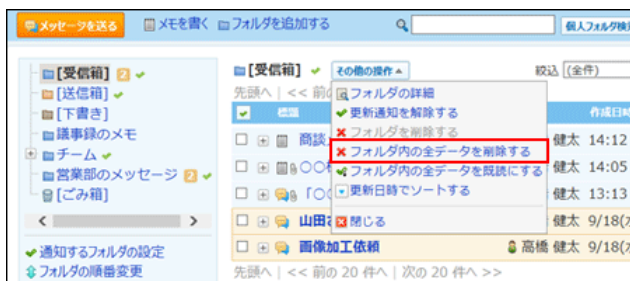 メッセージを送る メモを書く フォルダを追加する 個人フォルダ検
[受信箱] 2
[送信箱]
[下書き]
議事録のメモ
チーム
営業部のメッセージ 2
[ごみ箱]
通知するフォルダの設定
フォルダの順番変更
[受信箱] その他の操作 絞込 (全件)
先頭へ | << 前の
標題 作成日時
フォルダの詳細
更新通知を解除する
フォルダを削除する
フォルダ内の全データを削除する
フォルダ内の全データを既読にする
更新日時でソートする
閉じる
商談 健太 14:12
〇〇 健太 14:05
「〇 健太 13:13
山田さ 健太 9/18(
画像加工依頼 高橋 健太 9/18(
先頭へ | << 前の 20 件へ | 次の 20 件へ >>